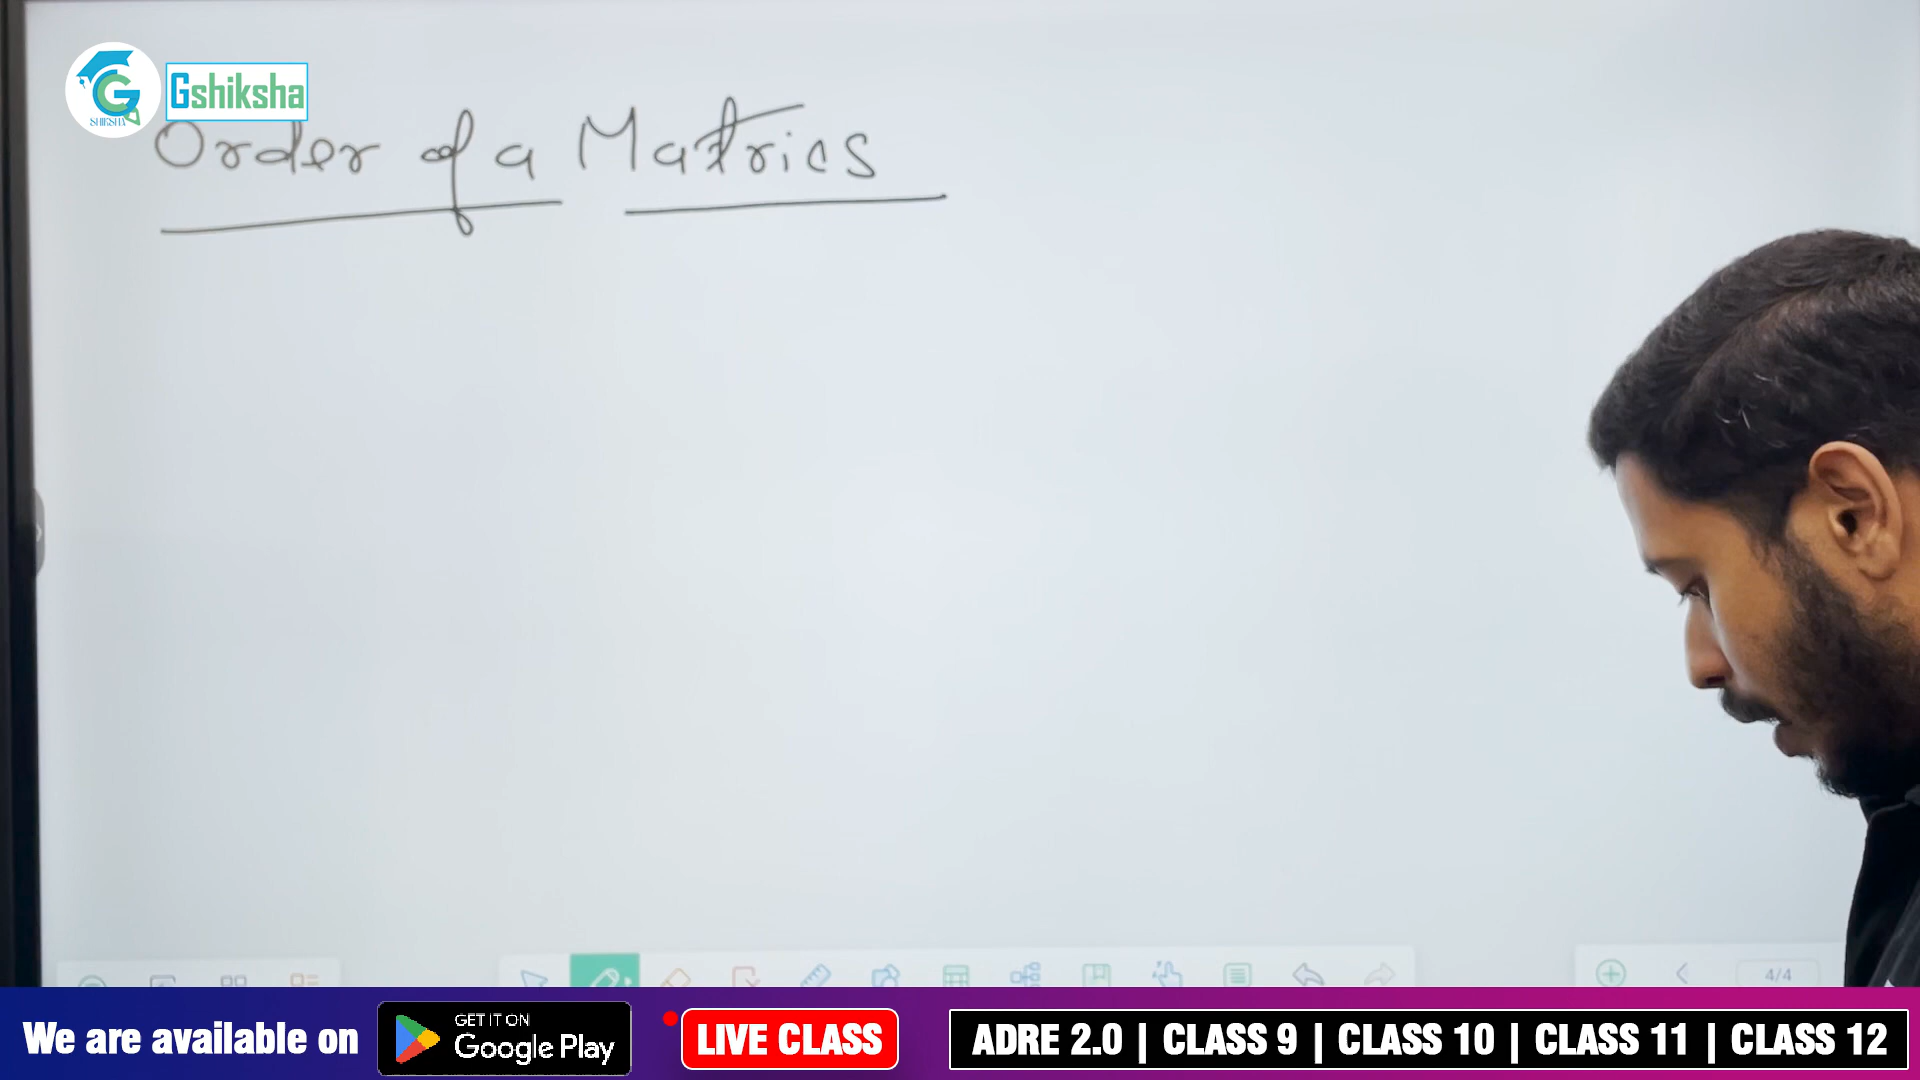 Gshiksha
SHIKSHA
Order of a Matrics
4/4
We are available on
GET IT ON
Google Play
LIVE CLASS
ADRE 2.0 | CLASS 9 | CLASS 10 | CLASS 11 | CLASS 12